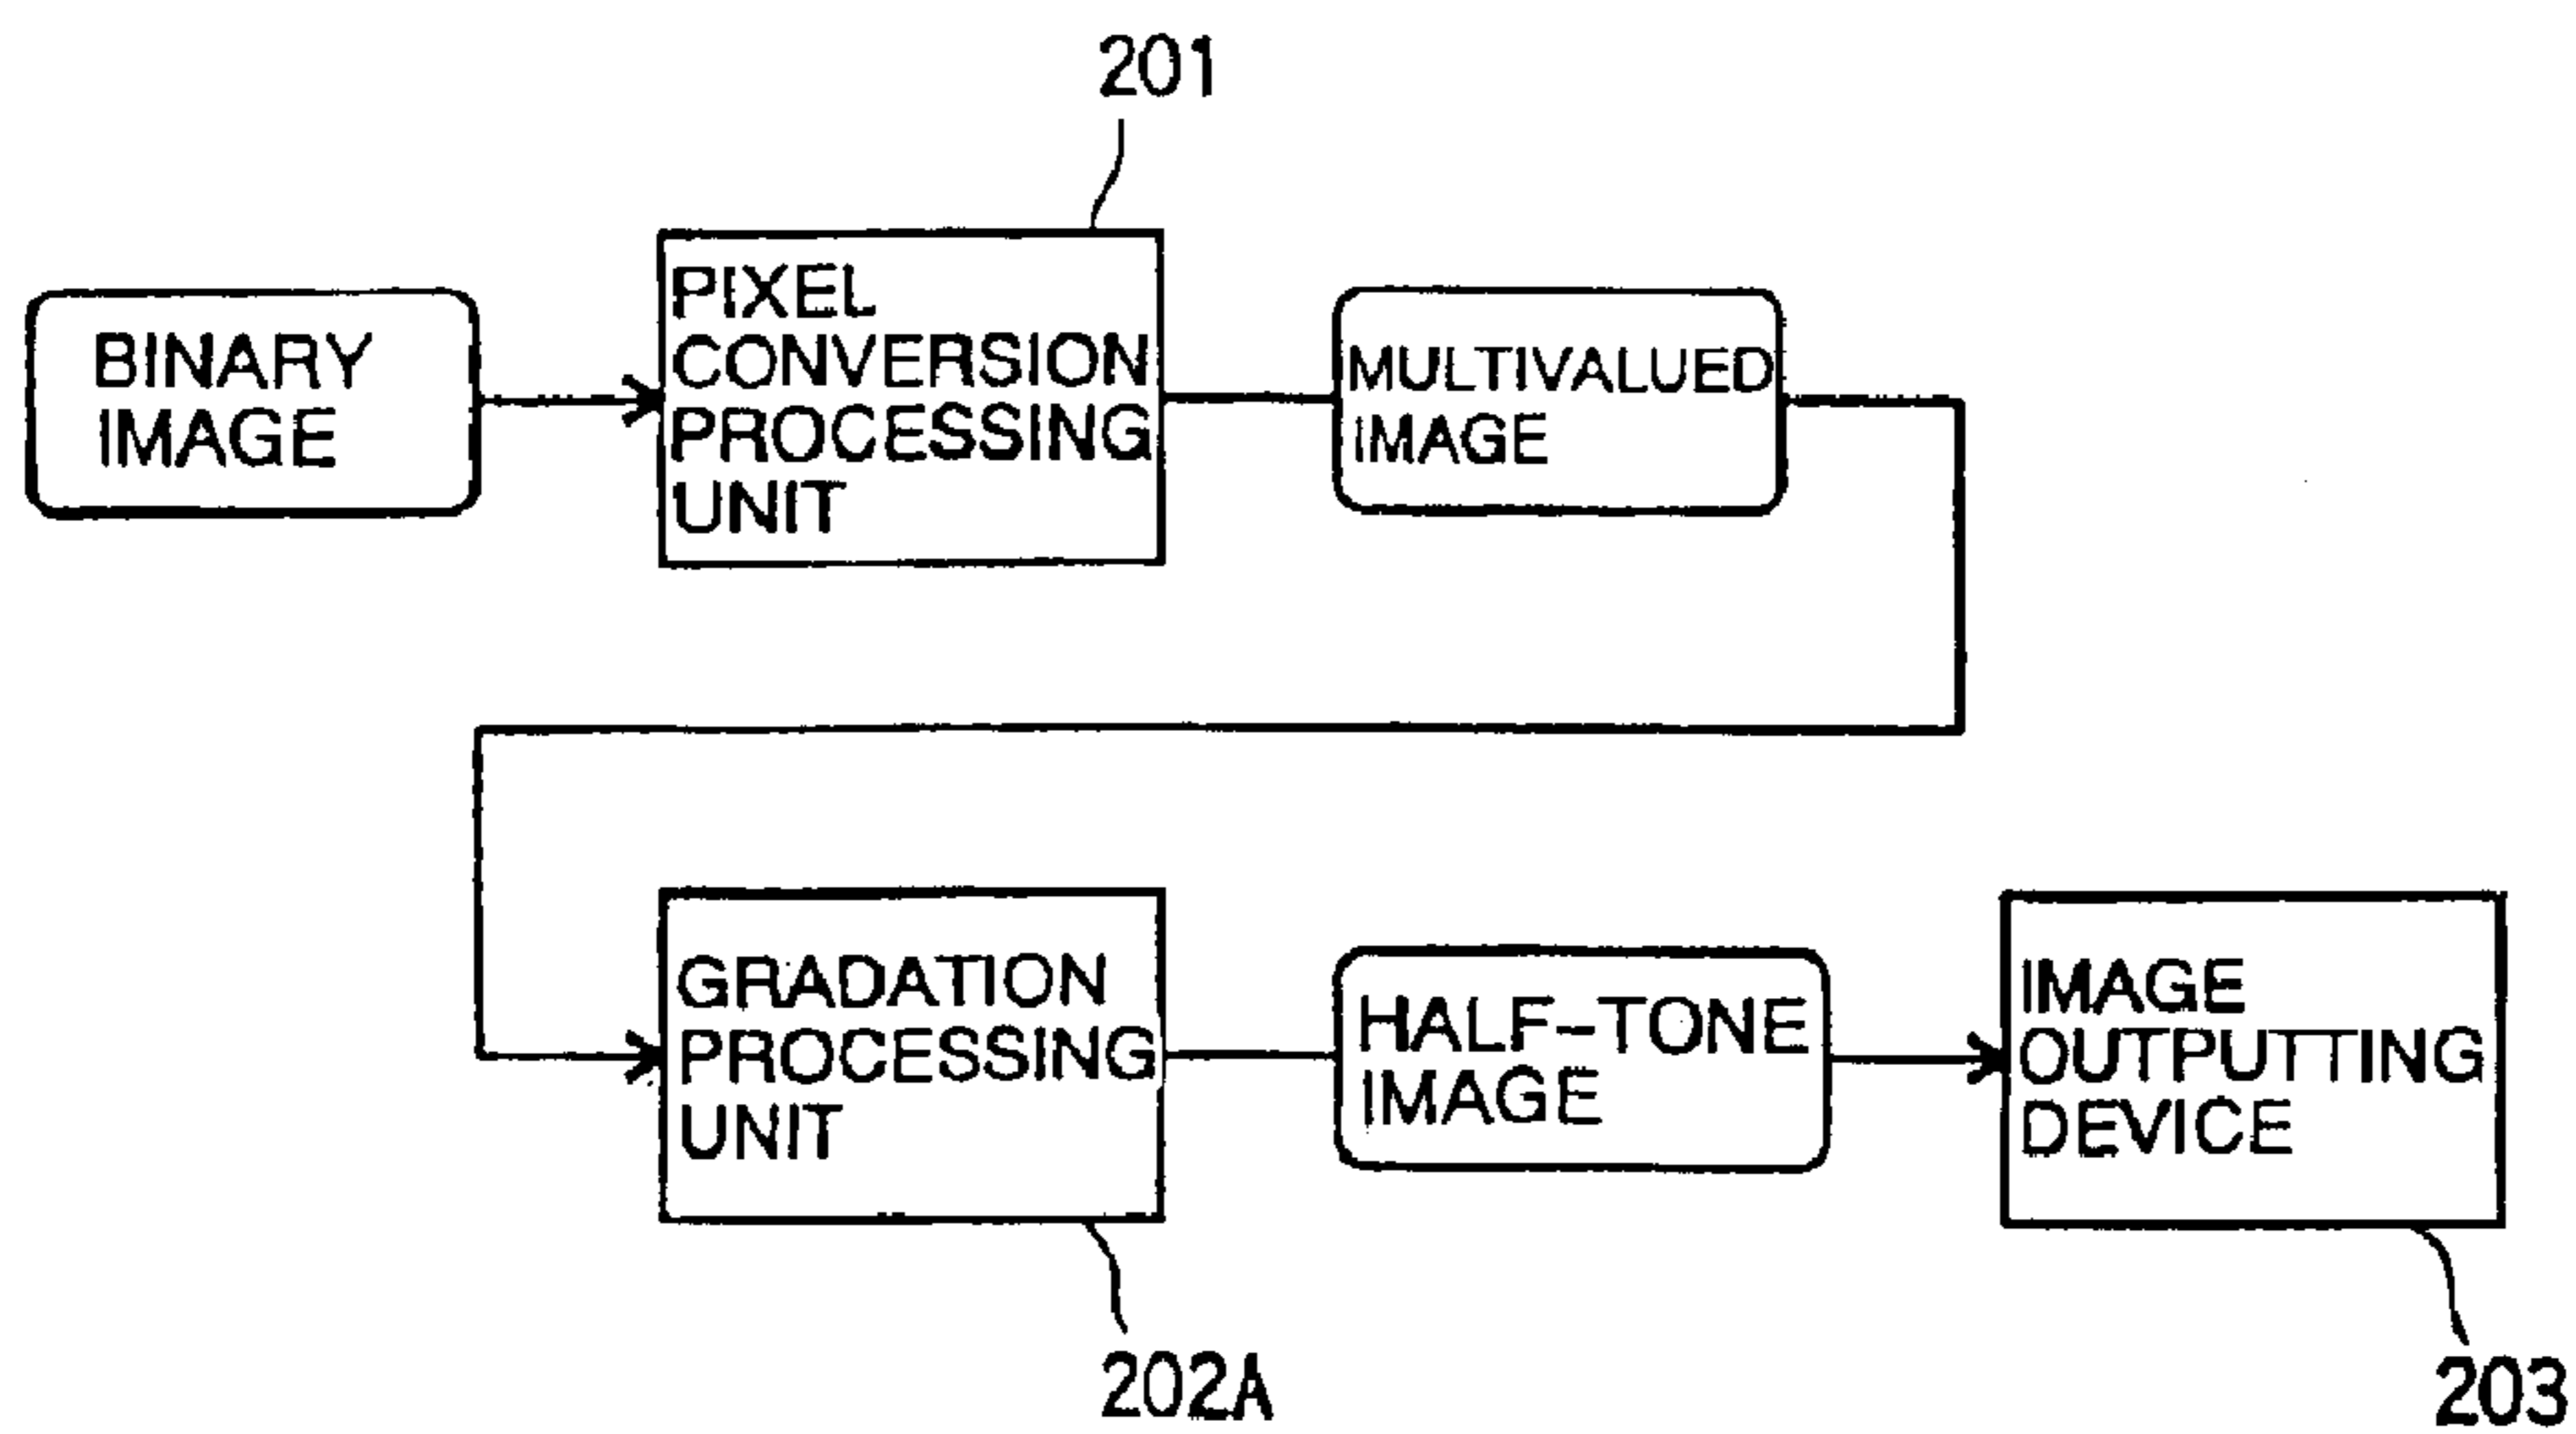 201
BINARY
IMAGE
PIXEL
CONVERSION
PROCESSING
UNIT
MULTIVALUED
IMAGE
GRADATION
PROCESSING
UNIT
HALF-TONE
IMAGE
IMAGE
OUTPUTTING
DEVICE
202A
203